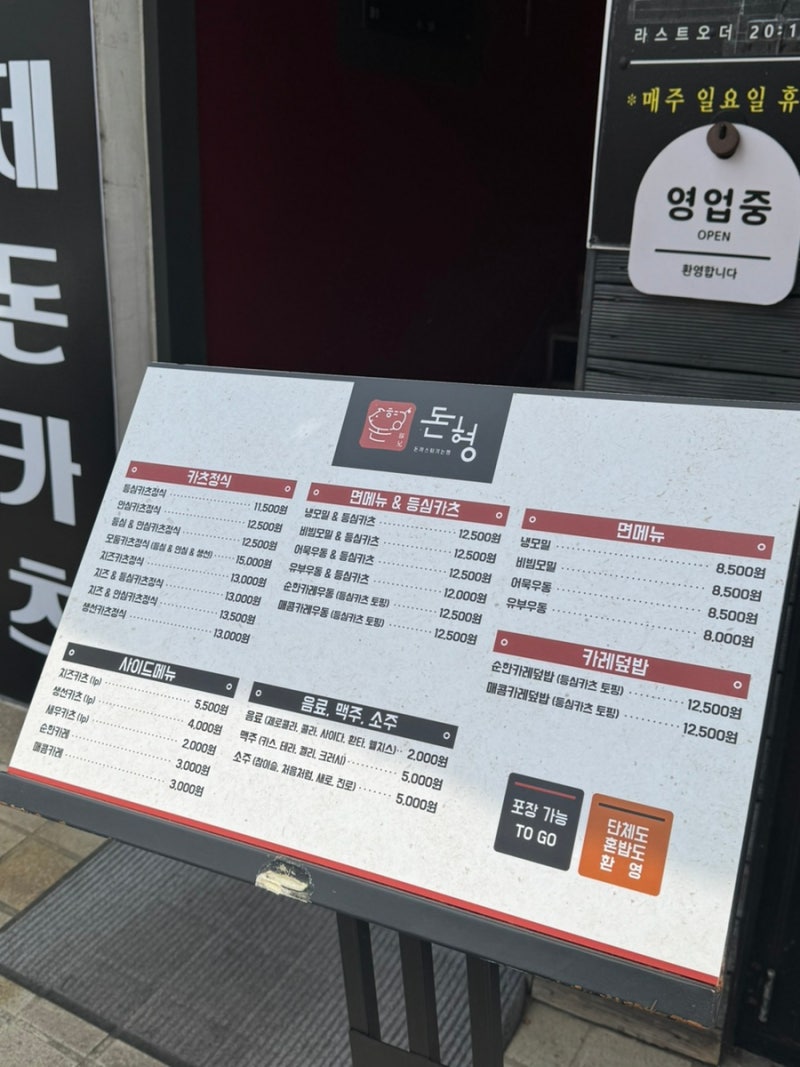 제
돈
카
츠
라스트오더 20:1
※매주 일요일 휴
영업중
OPEN
환영합니다
돈형
카츠정식
등심카츠정식 11,500원
안심카츠정식 12,500원
등심 & 안심카츠정식 12,500원
모둠카츠정식 (등심 & 안심 & 생선) 15,000원
치즈카츠정식 13,000원
치즈 & 등심카츠정식 13,000원
치즈 & 안심카츠정식 13,500원
생선카츠정식 13,000원
면메뉴 & 등심카츠
냉모밀 & 등심카츠 12,500원
비빔모밀 & 등심카츠 12,500원
어묵우동 & 등심카츠 12,500원
유부우동 & 등심카츠 12,000원
순한카레우동 (등심카츠 토핑) 12,500원
매콤카레우동 (등심카츠 토핑) 12,500원
면메뉴
냉모밀 8,500원
비빔모밀 8,500원
어묵우동 8,500원
유부우동 8,000원
카레덮밥
순한카레덮밥 (등심카츠 토핑) 12,500원
매콤카레덮밥 (등심카츠 토핑) 12,500원
사이드메뉴
치즈카츠 (1p) 5,500원
생선카츠 (1p) 4,000원
새우카츠 (1p) 2,000원
순한카레 3,000원
매콤카레 3,000원
음료, 맥주, 소주
음료 (제로콜라, 콜라, 사이다, 환타, 웰치스) 2,000원
맥주 (카스, 테라, 켈리, 크러시) 5,000원
소주 (참이슬, 처음처럼, 새로, 진로) 5,000원
포장 가능
TO GO
단체도
혼밥도
환 영